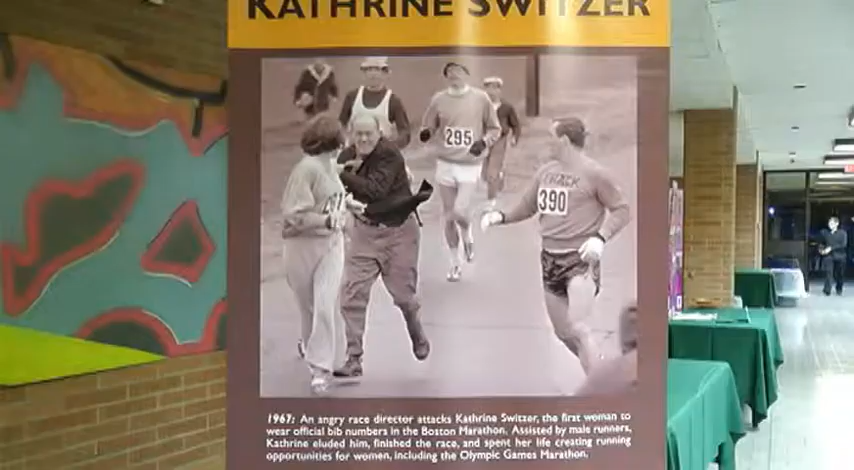 KATHRINE SWITZER
295
390
1967: An angry race director attacks Kathrine Switzer, the first woman to
wear official bib numbers in the Boston Marathon. Assisted by male runners,
Kathrine eluded him, finished the race, and spent her life creating running
opportunities for women, including the Olympic Games Marathon.